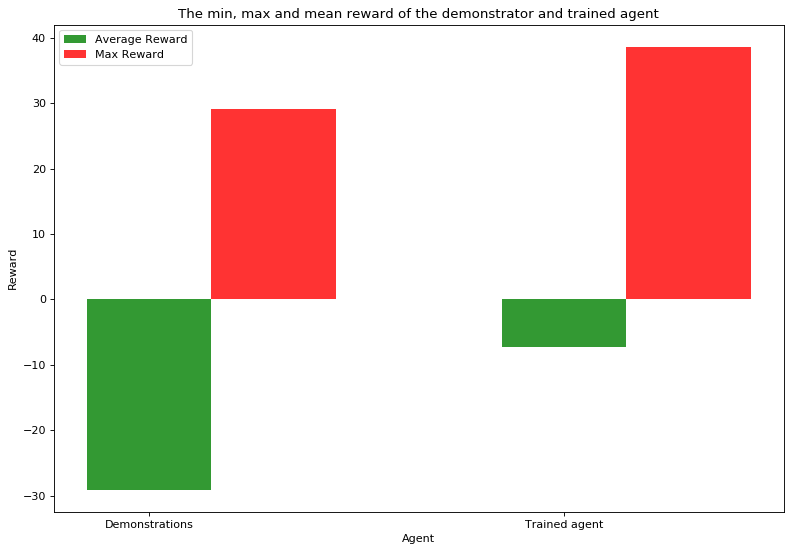 The min, max and mean reward of the demonstrator and trained agent
Average Reward
Max Reward
40
30
20
10
0
−10
−20
−30
Reward
Demonstrations
Trained agent
Agent